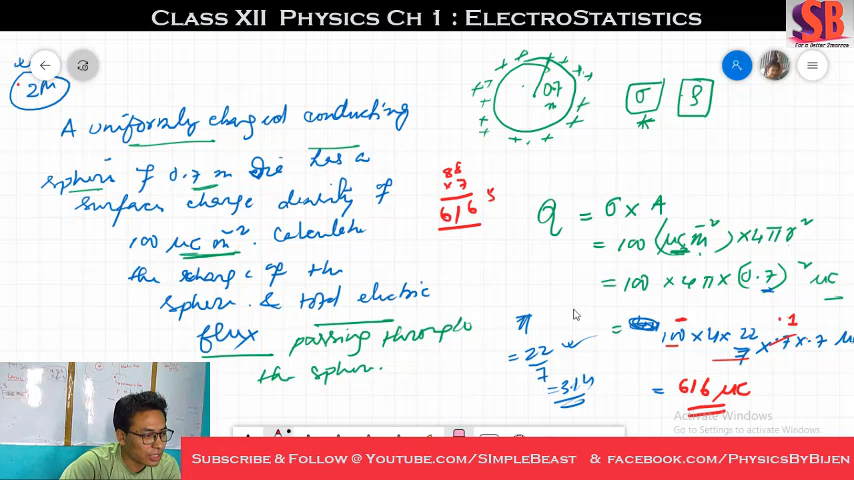 CLASS XII PHYSICS CH 1 : ELECTROSTATISTICS
SB
For a Better 2morrow
2M
A uniformly charged conducting
sphere of 0.7 m dia has a
surface charge density of
100 μc m⁻². Calculate
the charge of the
sphere & total electric
flux passing through
the sphere.
88
×7
616
0.7
m
σ
ρ
*
Q = σ × A
= 100 (μc m⁻²) × 4πr²
= 100 × 4π × (0.7)² μc
= 100 × 4 × 22/7 × .7 × .7 μ
.1
= 616 μc
π
= 22/7
= 3.14
Activate Windows
Go to Settings to activate Windows.
SUBSCRIBE & FOLLOW @ YOUTUBE.COM/SIMPLEBEAST & FACEBOOK.COM/PHYSICSBYBIJEN